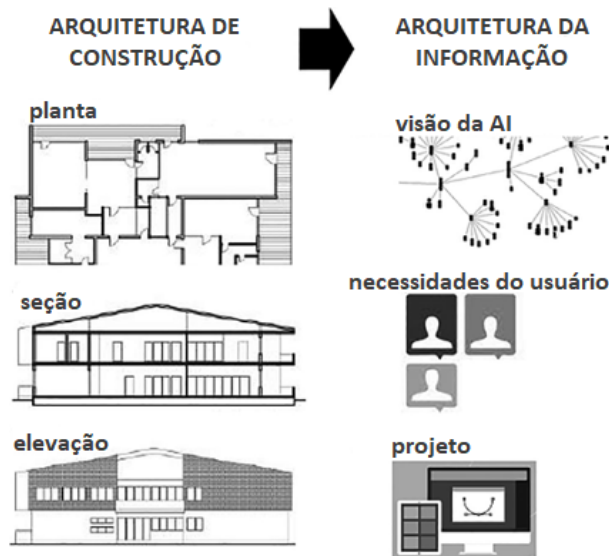 ARQUITETURA DE
CONSTRUÇÃO
ARQUITETURA DA
INFORMAÇÃO
planta
visão da AI
seção
necessidades do usuário
elevação
projeto